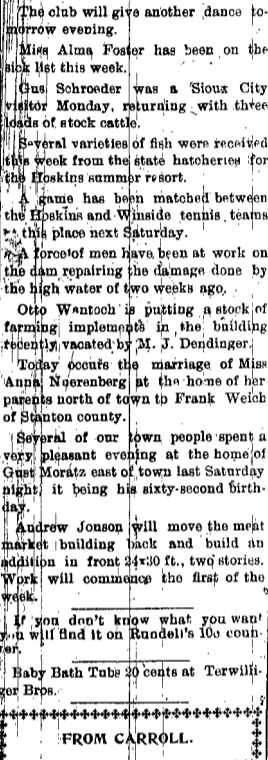 The club will give another dance to-
morrow evening.
Miss Alma Foster has been on the
sick list this week.
Gus Schroeder was a Sioux City
visitor Monday, returning with three
loads of stock cattle.
Several varieties of fish were received
this week from the state hatcheries for
the Hoskins summer resort.
A game has been matched between
the Hoskins and Winside tennis teams
at this place next Saturday.
A force of men have been at work on
the dam repairing the damage done by
the high water of two weeks ago.
Otto Wantoch is putting a stock of
farming implements in the building
recently vacated by M. J. Dendinger.
Today occurs the marriage of Miss
Anna Nuerenberg at the home of her
parents north of town to Frank Weich
of Stanton county.
Several of our town people spent a
very pleasant evening at the home of
Gust Moratz east of town last Saturday
night, it being his sixty-second birth-
day.
Andrew Jonson will move the meat
market building back and build an
addition in front 24x30 ft., two stories.
Work will commence the first of the
week.
If you don't know what you want
you will find it on Rundell's 10c coun-
ter.
Baby Bath Tubs 20 cents at Terwilli-
ger Bros.
FROM CARROLL.